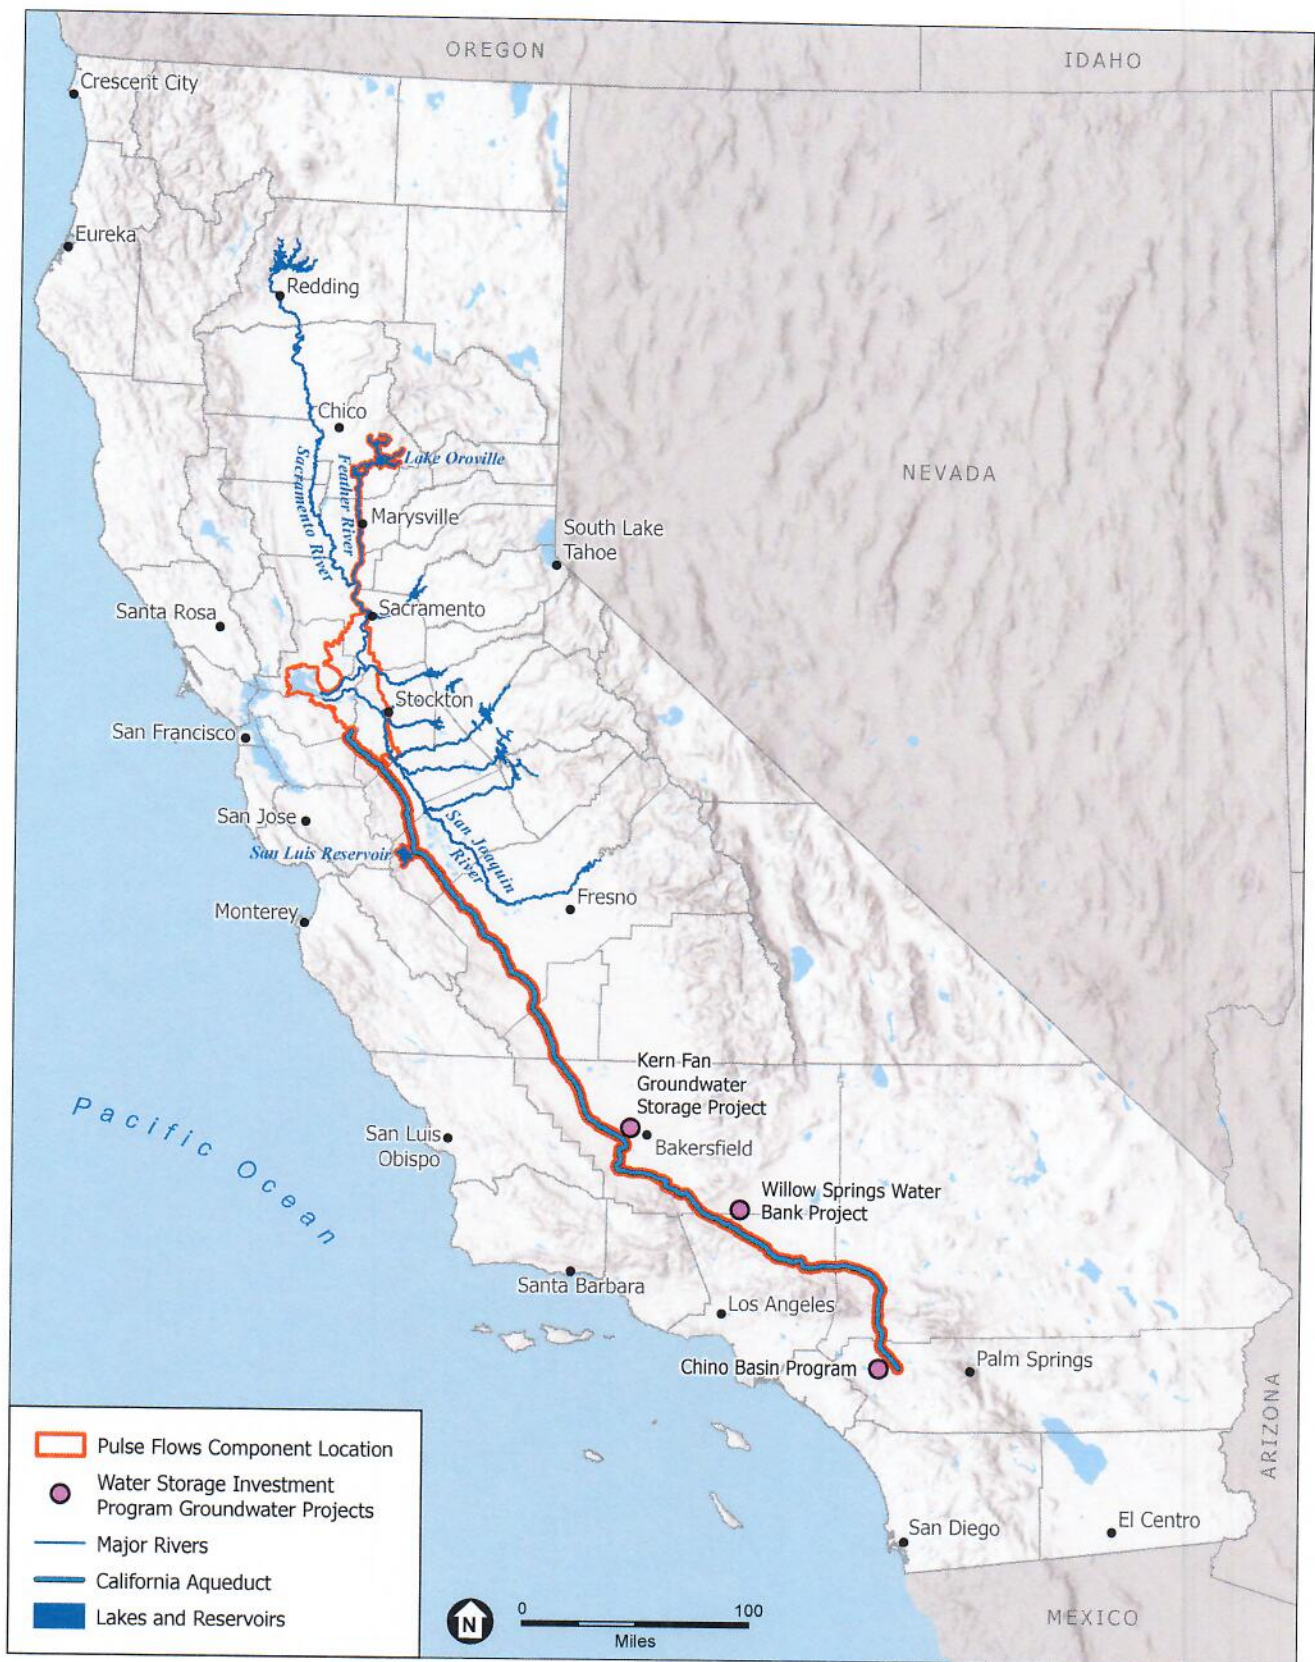 OREGON
IDAHO
Crescent City
Eureka
Redding
Chico
Lake Oroville
Sacramento River
Feather River
Marysville
NEVADA
South Lake
Tahoe
Santa Rosa
Sacramento
Stockton
San Francisco
San Jose
San Luis Reservoir
San Joaquin
River
Fresno
Monterey
Kern Fan
Groundwater
Storage Project
Bakersfield
Pacific Ocean
San Luis
Obispo
Willow Springs Water
Bank Project
Santa Barbara
Los Angeles
Chino Basin Program
Palm Springs
ARIZONA
San Diego
El Centro
MEXICO
Pulse Flows Component Location
Water Storage Investment
Program Groundwater Projects
Major Rivers
California Aqueduct
Lakes and Reservoirs
N
0 100
Miles